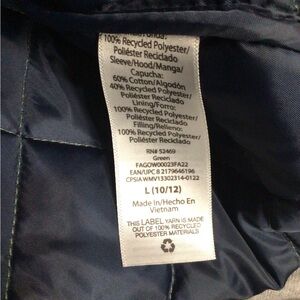 100% Recycled Polyester/
Poliéster Reciclado
Sleeve/Hood/Manga/
Capucha:
60% Cotton/Algodón
40% Recycled Polyester/
Poliéster Reciclado
Lining/Forro:
100% Recycled Polyester/
Poliéster Reciclado
Filling/Relleno:
100% Recycled Polyester/
Poliéster Reciclado
RN# 52469
Green
FAGOW00023FA22
EAN/UPC 8 2179646196
CPSIA WMV13302314-0122
L (10/12)
Made In/Hecho En
Vietnam
THIS LABEL YARN IS MADE
OUT OF 100% RECYCLED
POLYESTER MATERIALS